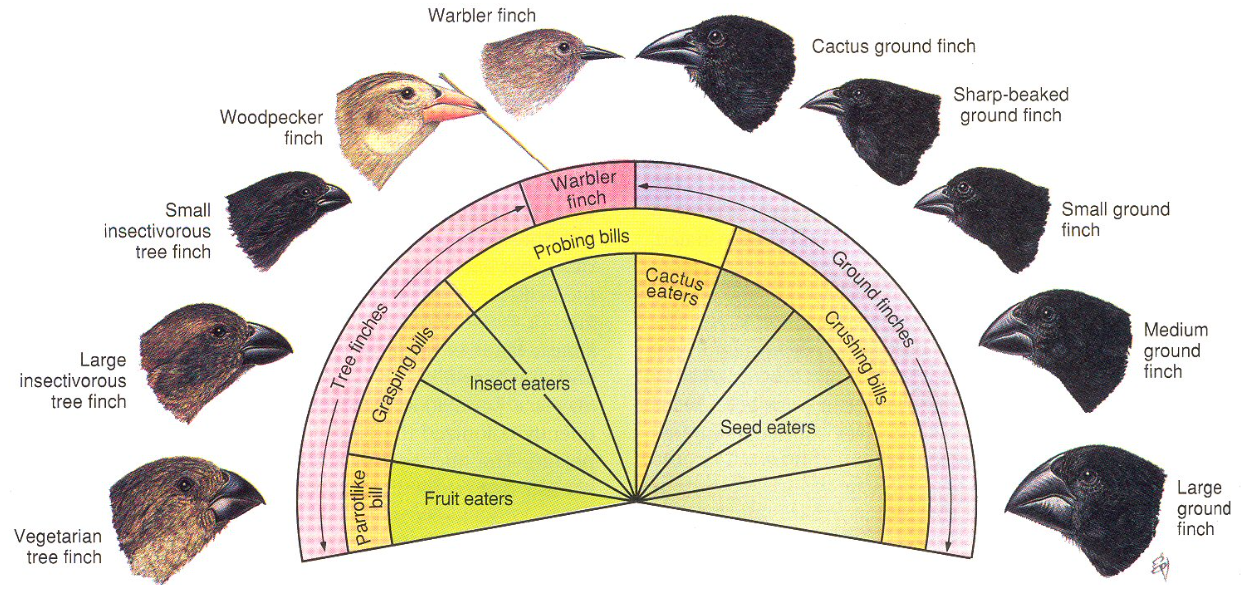 Warbler finch
Cactus ground finch
Woodpecker
finch
Sharp-beaked
ground finch
Small
insectivorous
tree finch
Small ground
finch
Large
insectivorous
tree finch
Medium
ground
finch
Vegetarian
tree finch
Large
ground
finch
Warbler
finch
Tree finches
Ground finches
Probing bills
Grasping bills
Crushing bills
Parrotlike
bill
Cactus
eaters
Insect eaters
Seed eaters
Fruit eaters